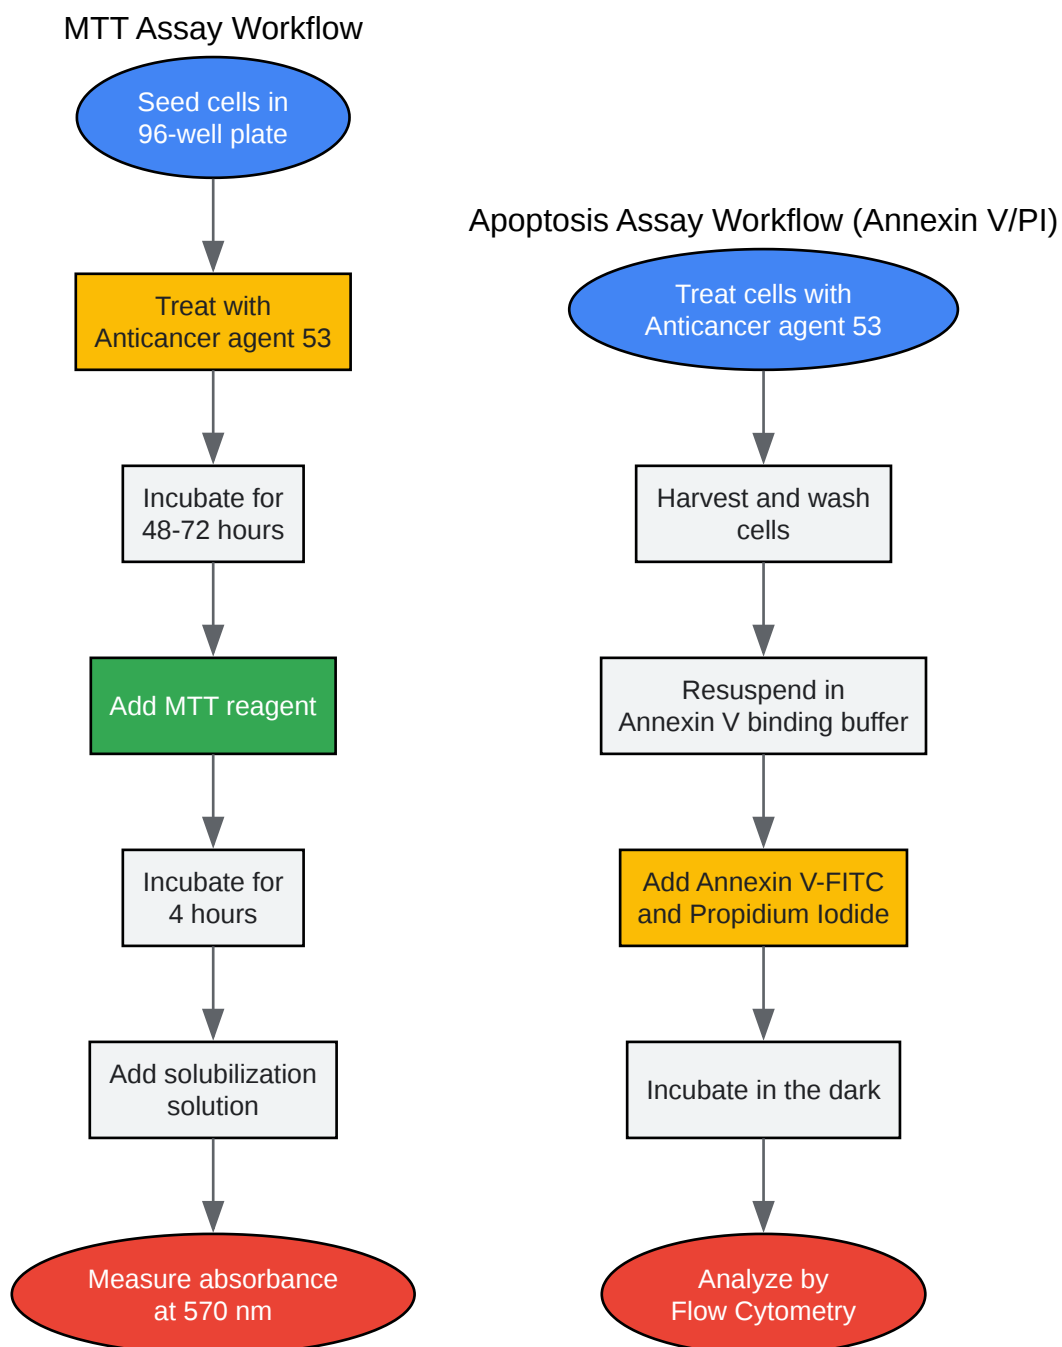 MTT Assay Workflow
Seed cells in
96-well plate
Treat with
Anticancer agent 53
Incubate for
48-72 hours
Add MTT reagent
Incubate for
4 hours
Add solubilization
solution
Measure absorbance
at 570 nm
Apoptosis Assay Workflow (Annexin V/PI)
Treat cells with
Anticancer agent 53
Harvest and wash
cells
Resuspend in
Annexin V binding buffer
Add Annexin V-FITC
and Propidium Iodide
Incubate in the dark
Analyze by
Flow Cytometry